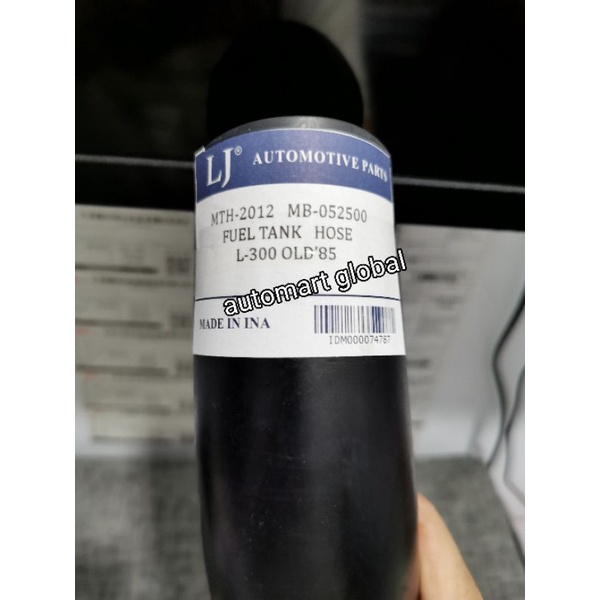 LJ® AUTOMOTIVE PARTS
MTH-2012 MB-052500
FUEL TANK HOSE
L-300 OLD'85
automart global
MADE IN INA
IDM000074787